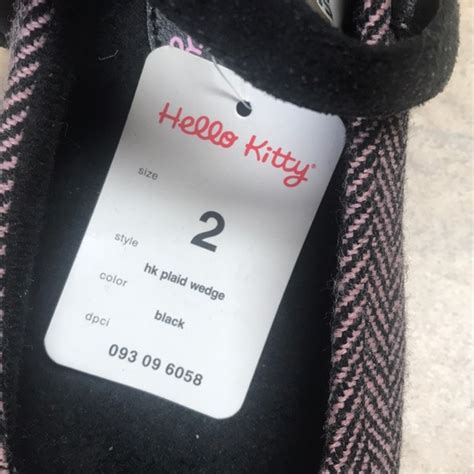 Hello Kitty®
size
2
style
hk plaid wedge
color
black
dpci
093 09 6058